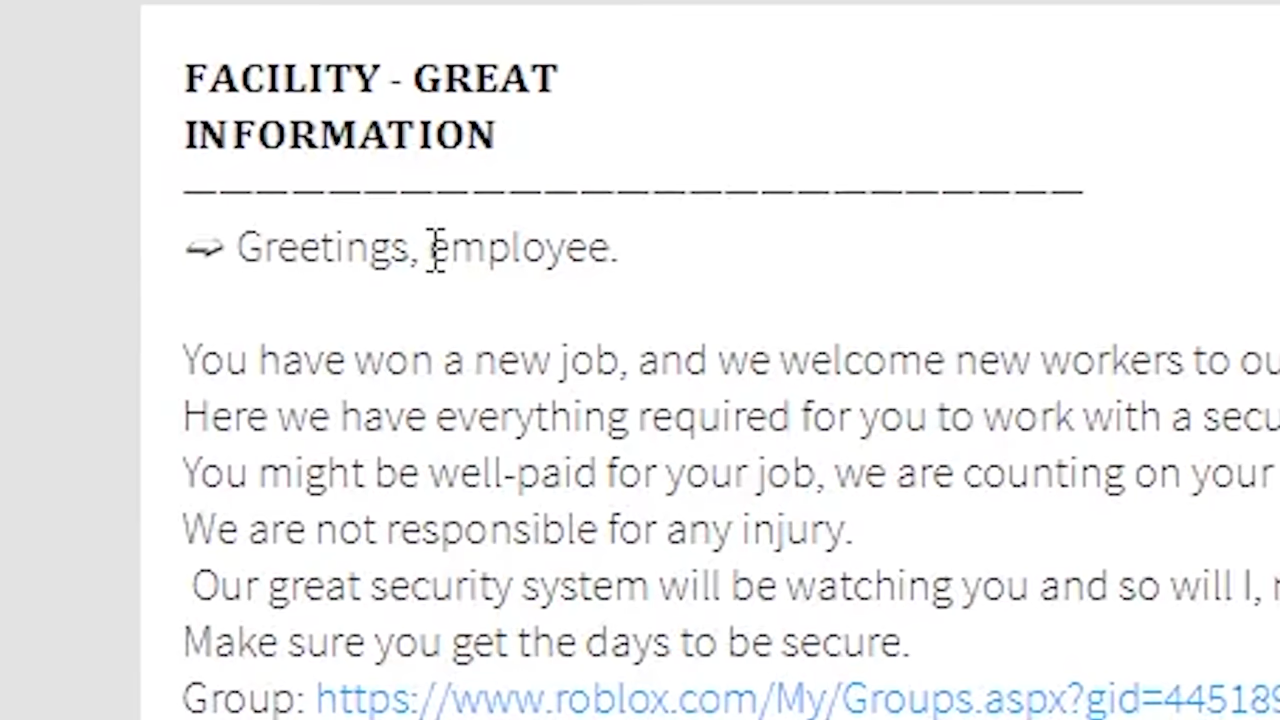 FACILITY - GREAT
INFORMATION
—————————————————————————
➫ Greetings, employee.
You have won a new job, and we welcome new workers to ou
Here we have everything required for you to work with a secu
You might be well-paid for your job, we are counting on your
We are not responsible for any injury.
Our great security system will be watching you and so will I,
Make sure you get the days to be secure.
Group: https://www.roblox.com/My/Groups.aspx?gid=445189